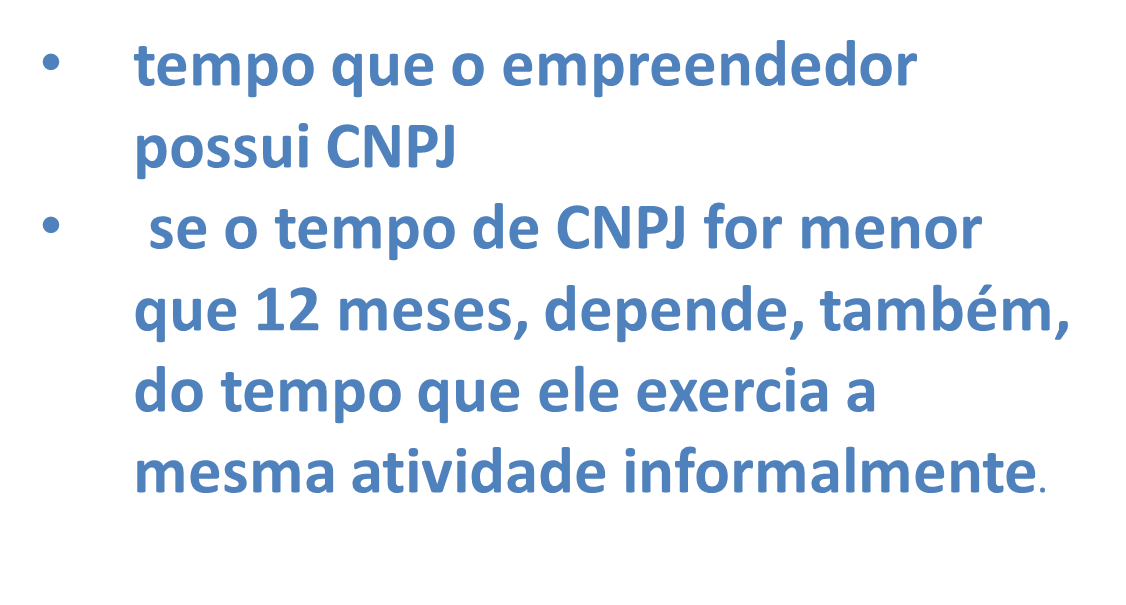 • tempo que o empreendedor
possui CNPJ
• se o tempo de CNPJ for menor
que 12 meses, depende, também,
do tempo que ele exercia a
mesma atividade informalmente.